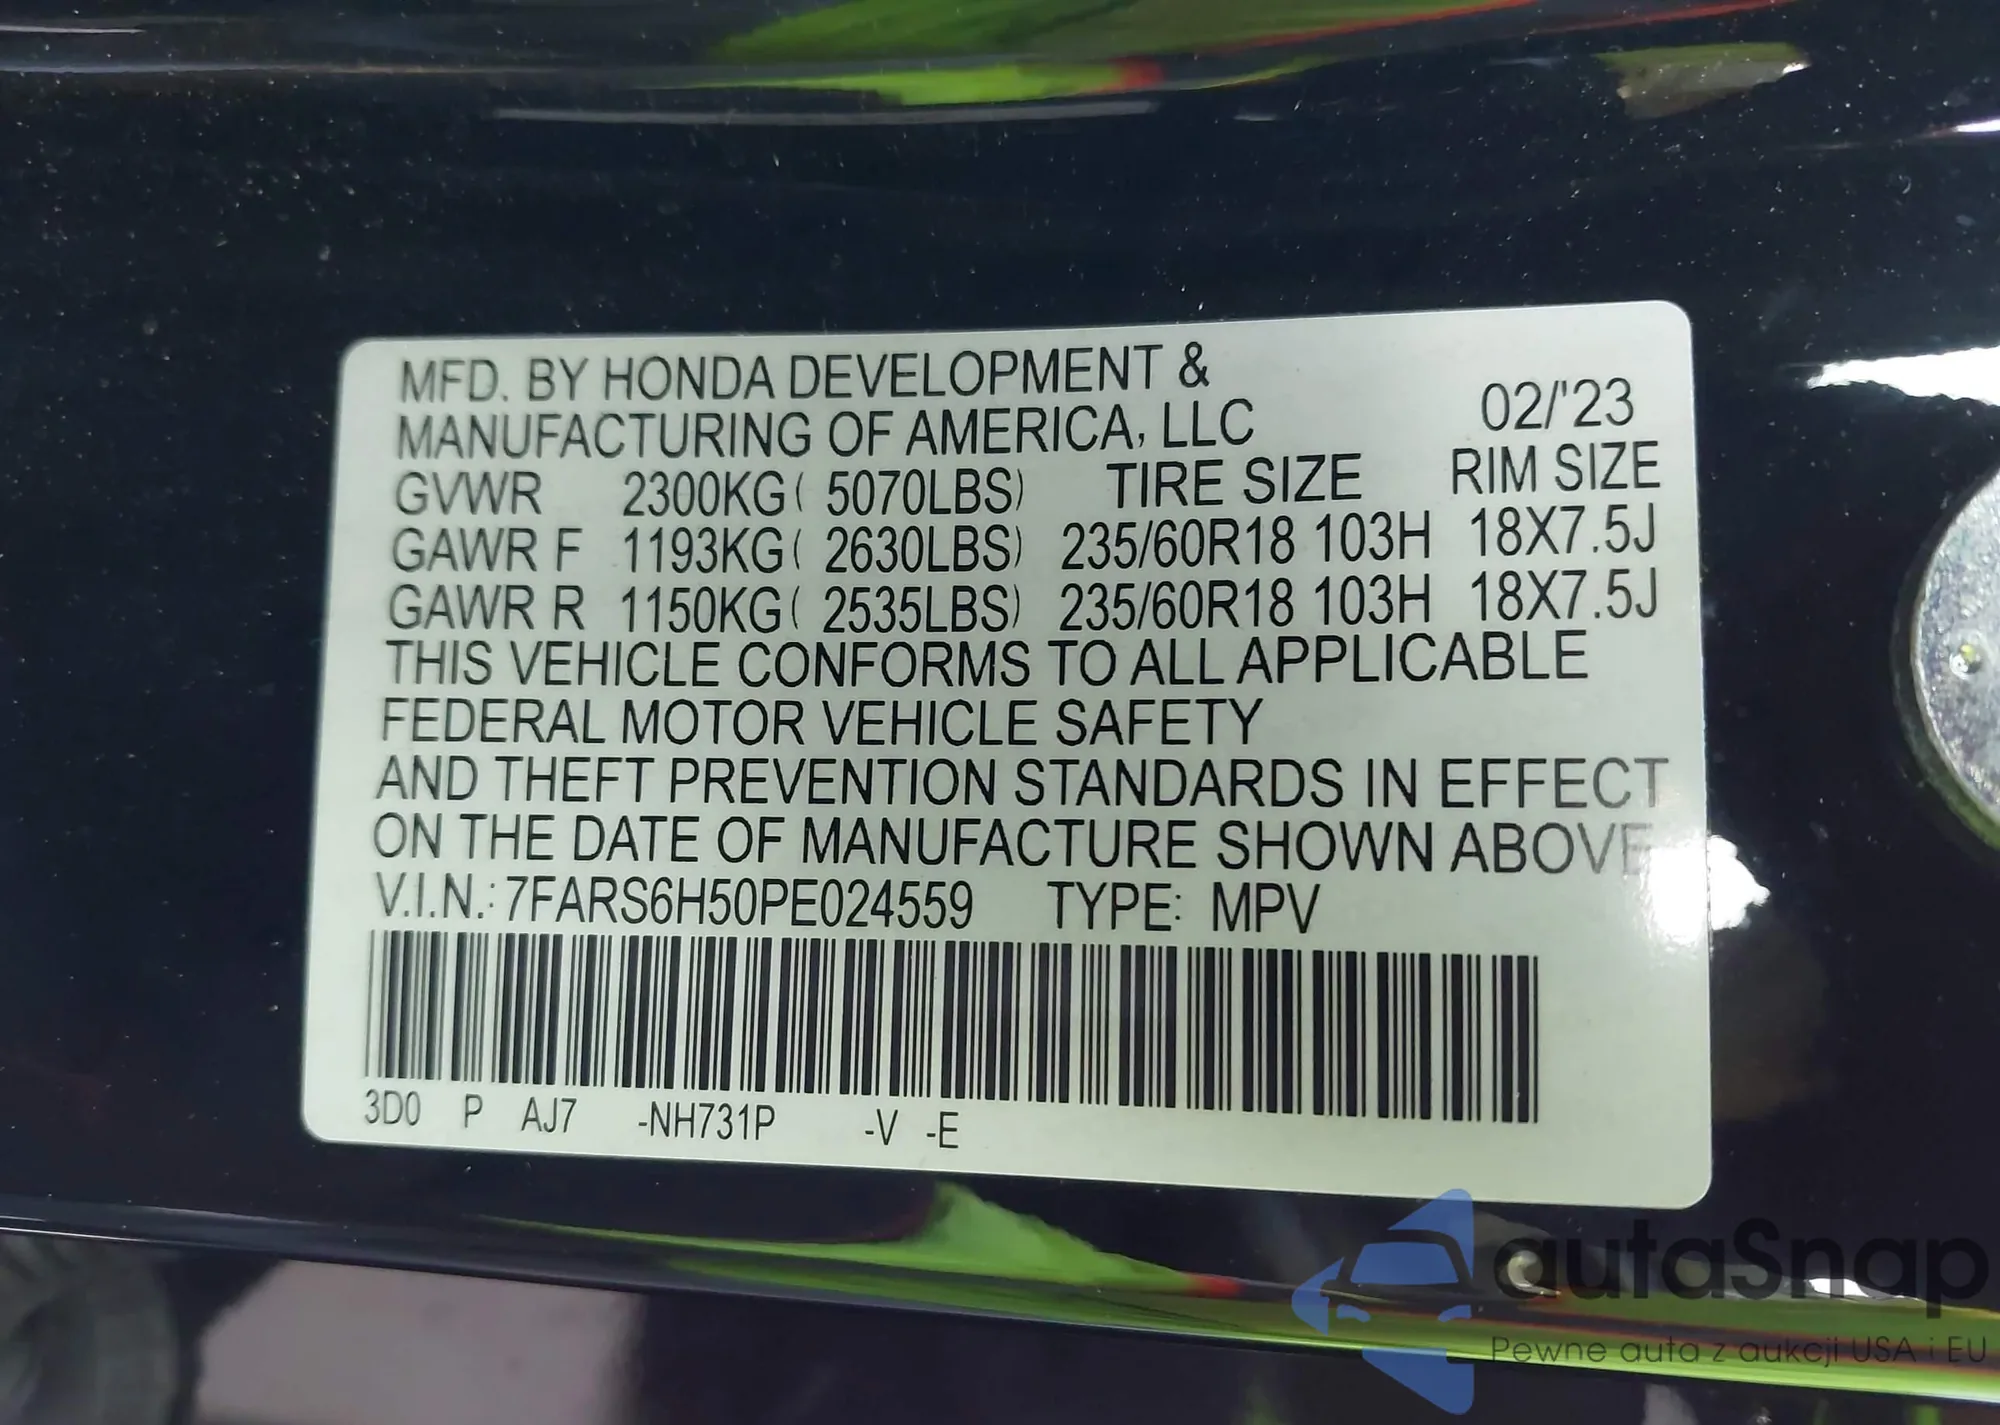 MFD. BY HONDA DEVELOPMENT &
MANUFACTURING OF AMERICA, LLC 02/'23
GVWR 2300KG( 5070LBS) TIRE SIZE RIM SIZE
GAWR F 1193KG( 2630LBS) 235/60R18 103H 18X7.5J
GAWR R 1150KG( 2535LBS) 235/60R18 103H 18X7.5J
THIS VEHICLE CONFORMS TO ALL APPLICABLE
FEDERAL MOTOR VEHICLE SAFETY
AND THEFT PREVENTION STANDARDS IN EFFECT
ON THE DATE OF MANUFACTURE SHOWN ABOVE
V.I.N.: 7FARS6H50PE024559 TYPE: MPV
3D0 P AJ7 -NH731P -V -E
autaSnap
Pewne auta z aukcji USA i EU